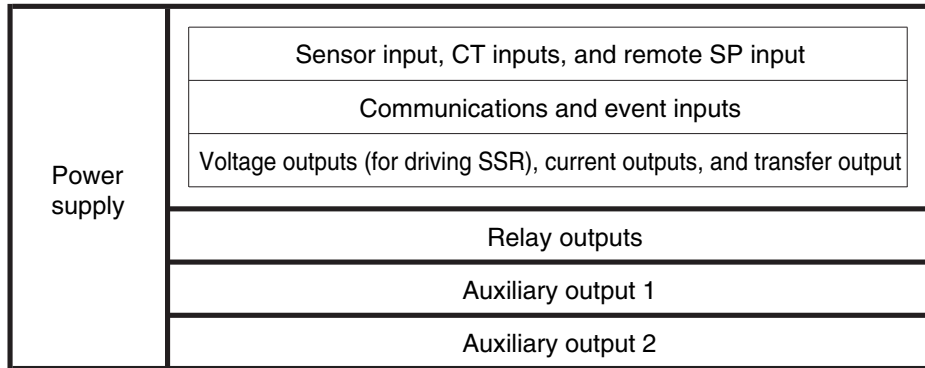 Power
supply
Sensor input, CT inputs, and remote SP input
Communications and event inputs
Voltage outputs (for driving SSR), current outputs, and transfer output
Relay outputs
Auxiliary output 1
Auxiliary output 2